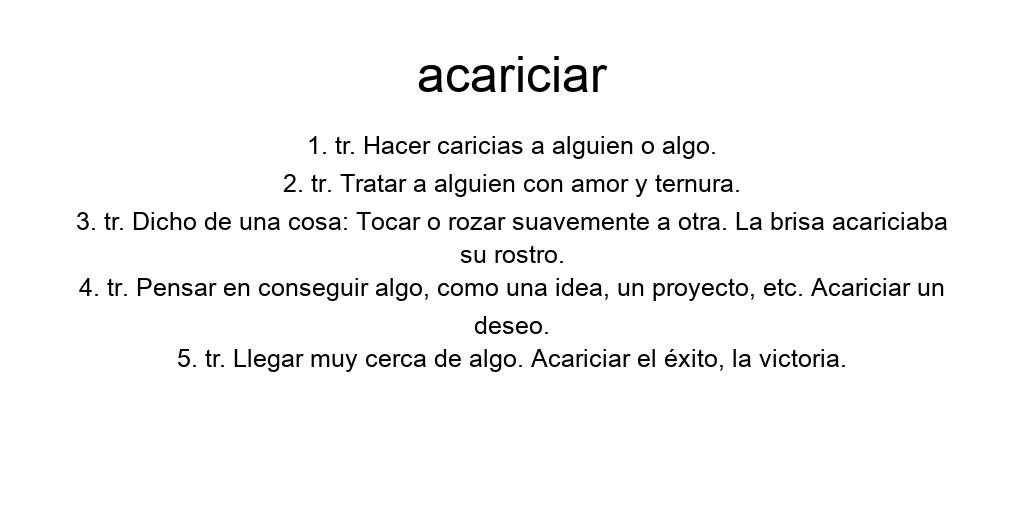 acariciar
1. tr. Hacer caricias a alguien o algo.
2. tr. Tratar a alguien con amor y ternura.
3. tr. Dicho de una cosa: Tocar o rozar suavemente a otra. La brisa acariciaba
su rostro.
4. tr. Pensar en conseguir algo, como una idea, un proyecto, etc. Acariciar un
deseo.
5. tr. Llegar muy cerca de algo. Acariciar el éxito, la victoria.